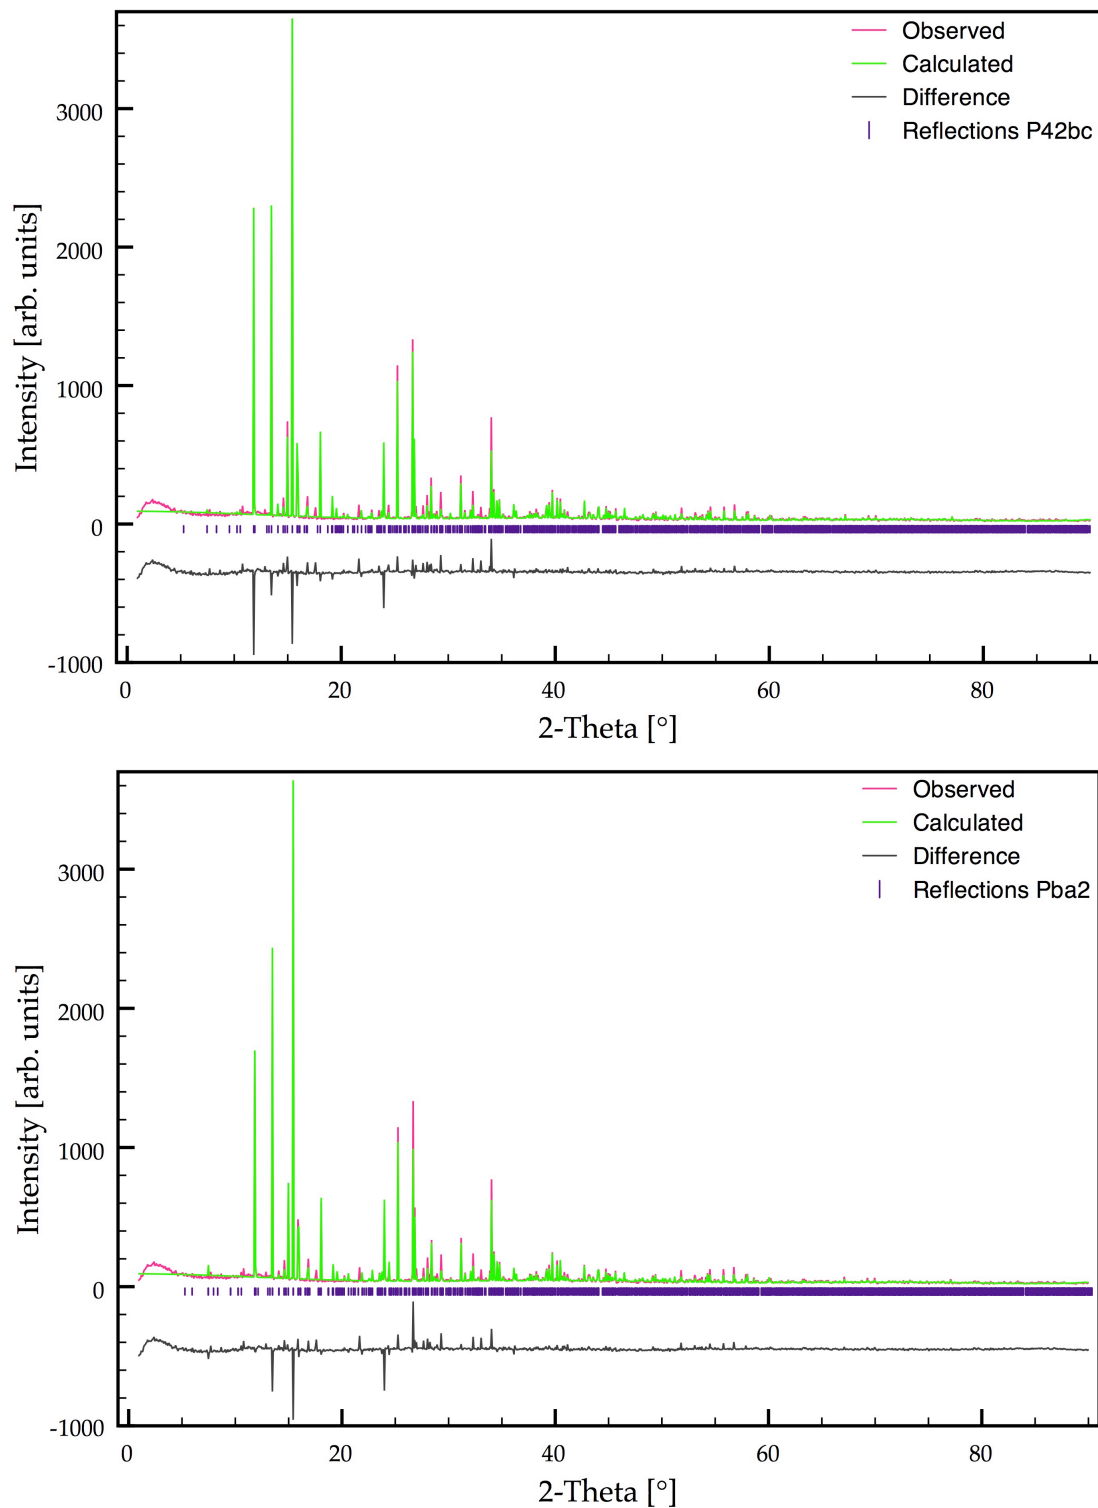 Observed
Calculated
Difference
Reflections P42bc
Intensity [arb. units]
3000
2000
1000
0
-1000
0 20 40 60 80
2-Theta [°]
Observed
Calculated
Difference
Reflections Pba2
Intensity [arb. units]
3000
2000
1000
0
-1000
0 20 40 60 80
2-Theta [°]